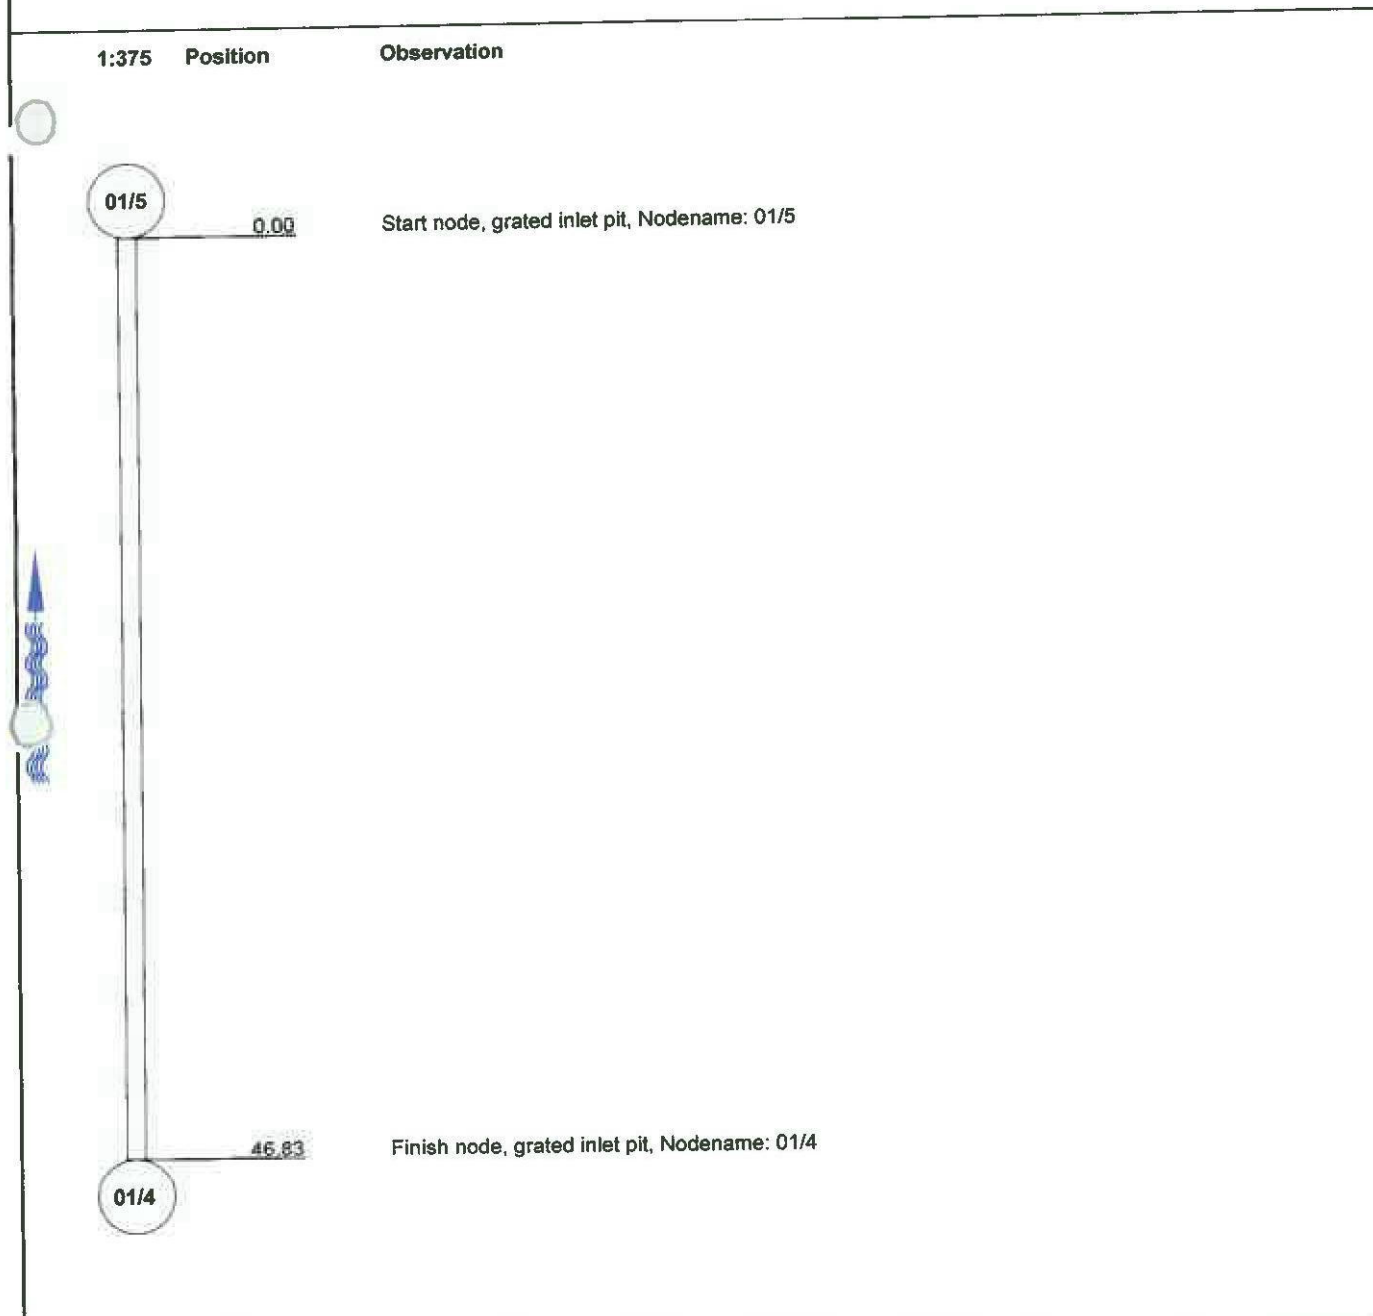 1:375 Position Observation
01/5
0.00 Start node, grated inlet pit, Nodename: 01/5
46.83 Finish node, grated inlet pit, Nodename: 01/4
01/4